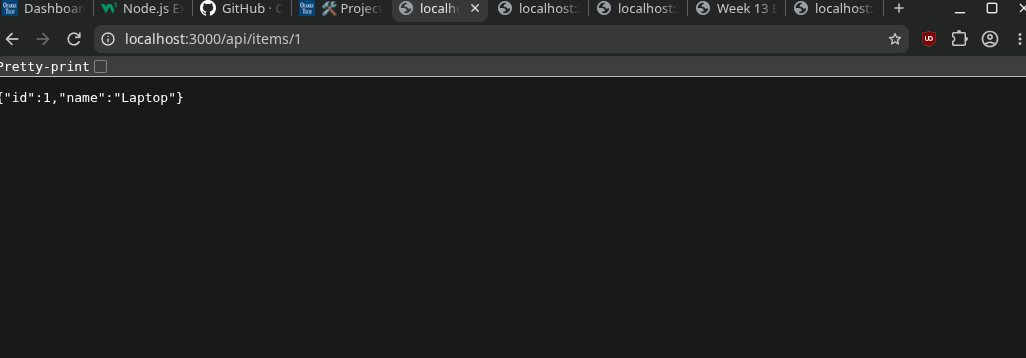 Dashboar
Node.js E
GitHub · C
Project
localh
localhost:
localhost:
Week 13 E
localhost:
localhost:3000/api/items/1
Pretty-print
{"id":1,"name":"Laptop"}